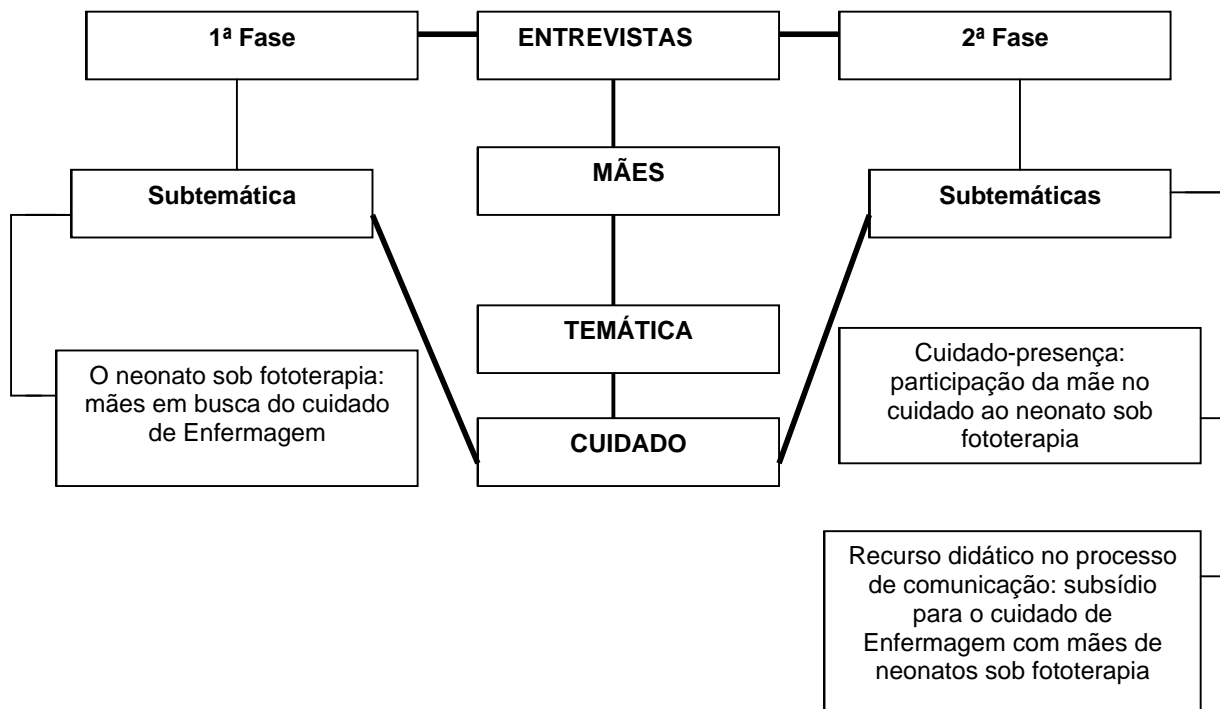 1ª Fase
ENTREVISTAS
2ª Fase
MÃES
Subtemática
Subtemáticas
TEMÁTICA
O neonato sob fototerapia:
mães em busca do cuidado
de Enfermagem
CUIDADO
Cuidado-presença:
participação da mãe no
cuidado ao neonato sob
fototerapia
Recurso didático no processo
de comunicação: subsídio
para o cuidado de
Enfermagem com mães de
neonatos sob fototerapia